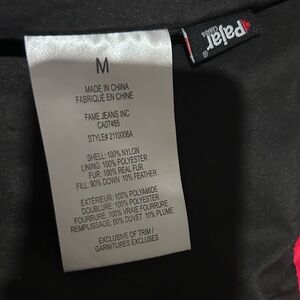 Pajar
CANADA
M
MADE IN CHINA
FABRIQUÉ EN CHINE
FAME JEANS INC
CA07465
STYLE# 2110006A
SHELL: 100% NYLON
LINING: 100% POLYESTER
FUR: 100% REAL FUR
FILL: 90% DOWN 10% FEATHER
EXTÉRIEUR: 100% POLYAMIDE
DOUBLURE: 100% POLYESTER
FOURRURE: 100% VRAIE FOURRURE
REMPLISSAGE: 90% DUVET 10% PLUME
EXCLUSIVE OF TRIM /
GARNITURES EXCLUSES